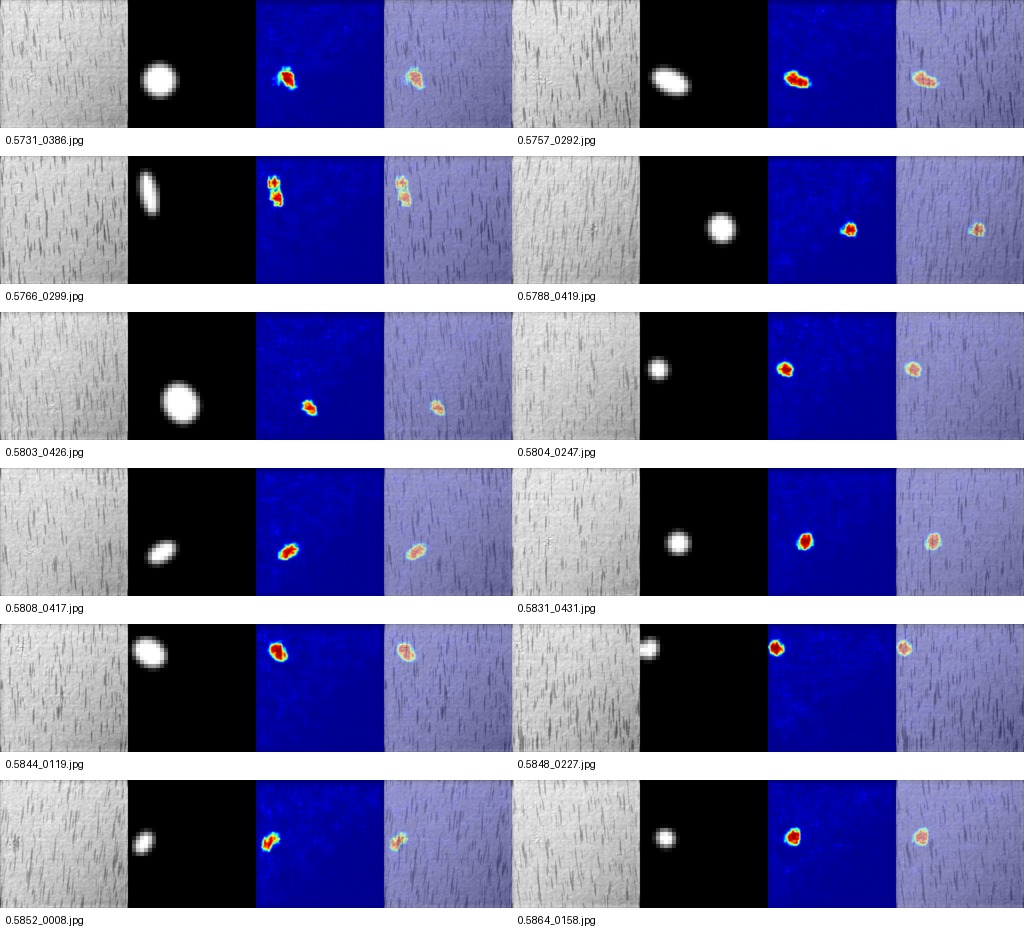 0.5731_0386.jpg
0.5757_0292.jpg
0.5766_0299.jpg
0.5788_0419.jpg
0.5803_0426.jpg
0.5804_0247.jpg
0.5808_0417.jpg
0.5831_0431.jpg
0.5844_0119.jpg
0.5848_0227.jpg
0.5852_0008.jpg
0.5864_0158.jpg